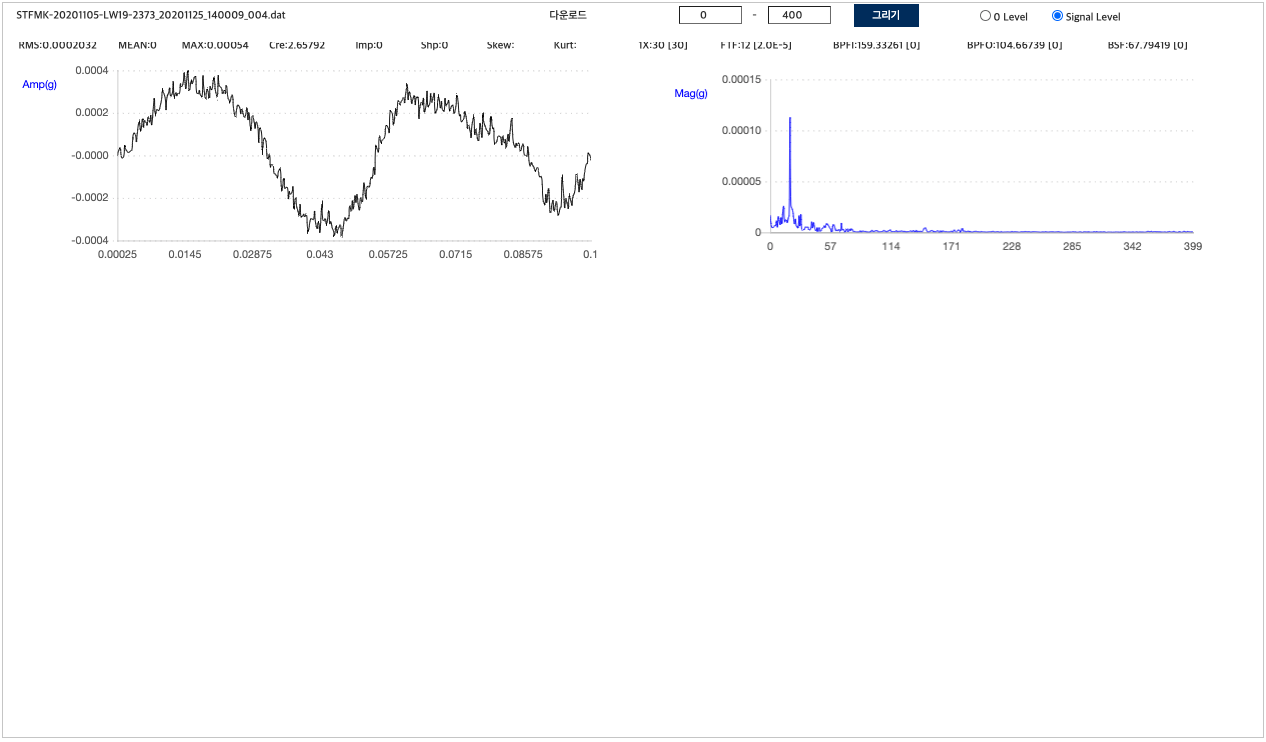 STFMK-20201105-LW19-2373_20201125_140009_004.dat 다운로드 0 - 400 그리기 0 Level Signal Level
RMS:0.0002032 MEAN:0 MAX:0.00054 Cre:2.65792 Imp:0 Shp:0 Skew: Kurt: 1X:30 [30] FTF:12 [2.0E-5] BPFI:159.33261 [0] BPFO:104.66739 [0] BSF:67.79419 [0]
Amp(g)
0.0004
0.0002
-0.0000
-0.0002
-0.0004
0.00025 0.0145 0.02875 0.043 0.05725 0.0715 0.08575 0.1
Mag(g)
0.00015
0.00010
0.00005
0
0 57 114 171 228 285 342 399